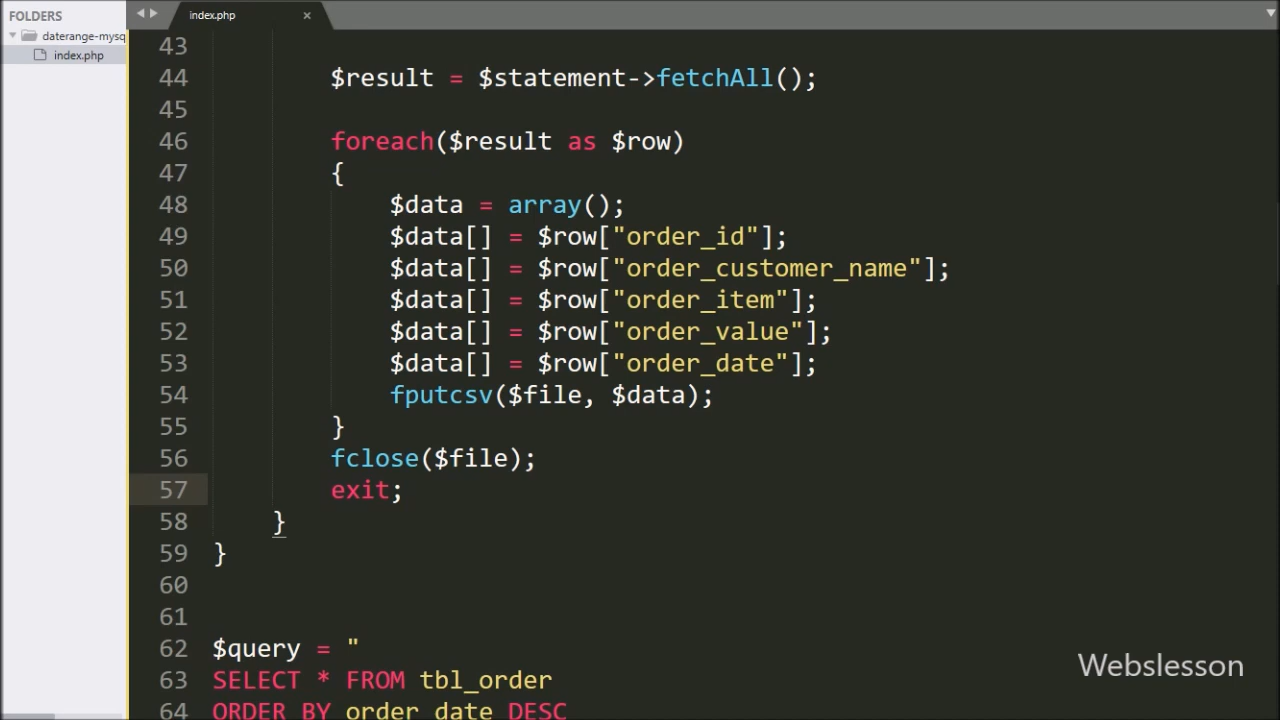 FOLDERS
daterange-mysq
index.php
index.php ×
43
44 $result = $statement->fetchAll();
45
46 foreach($result as $row)
47 {
48 $data = array();
49 $data[] = $row["order_id"];
50 $data[] = $row["order_customer_name"];
51 $data[] = $row["order_item"];
52 $data[] = $row["order_value"];
53 $data[] = $row["order_date"];
54 fputcsv($file, $data);
55 }
56 fclose($file);
57 exit;
58 }
59 }
60
61
62 $query = "
63 SELECT * FROM tbl_order
64 ORDER BY order_date DESC
Webslesson